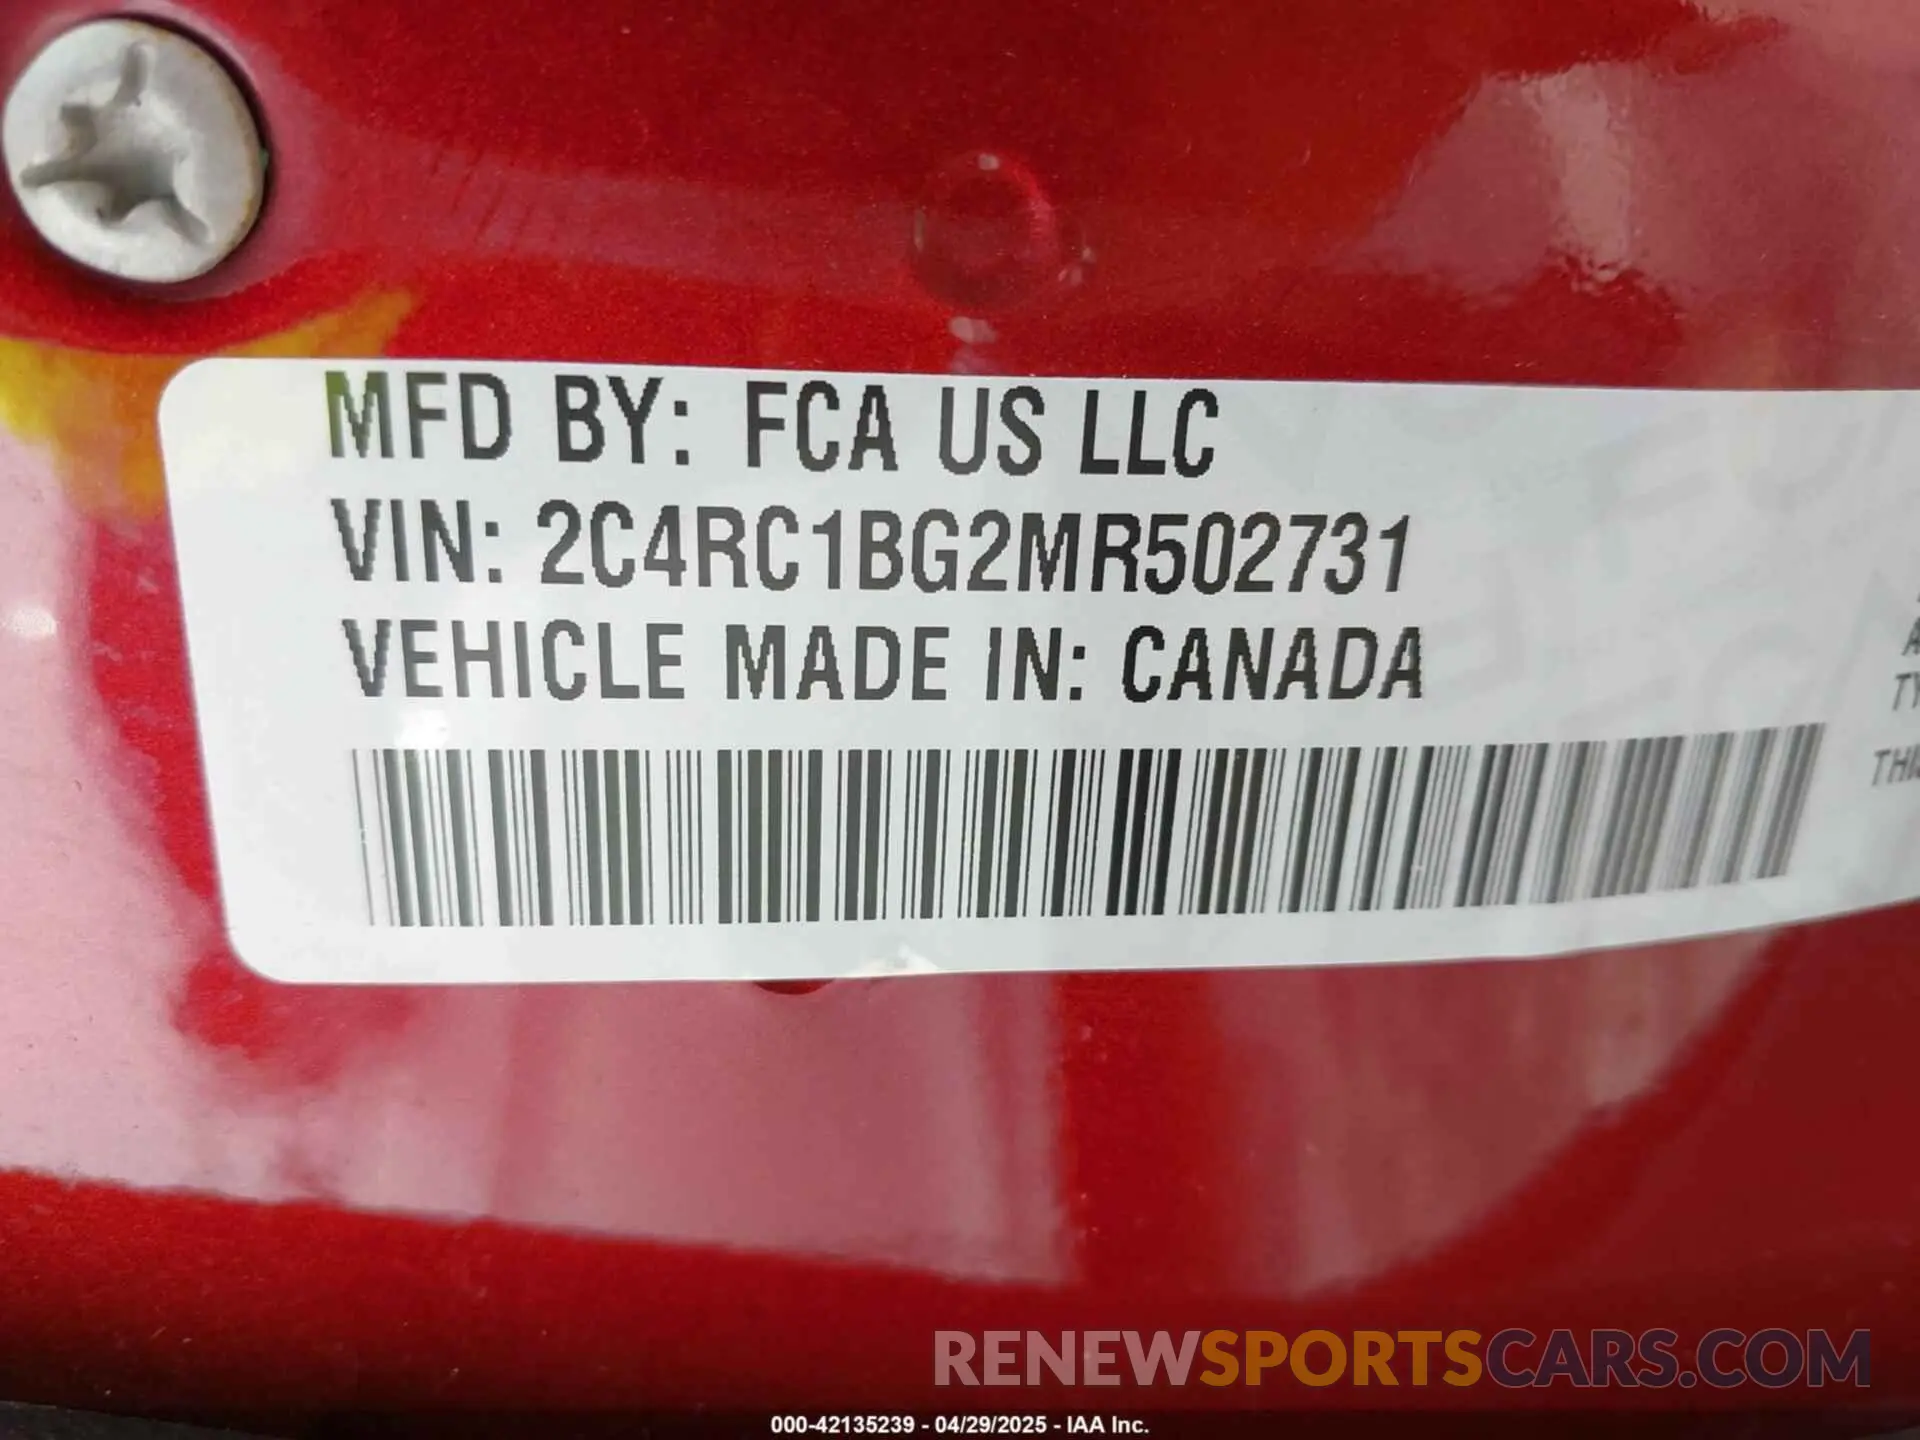 MFD BY: FCA US LLC
VIN: 2C4RC1BG2MR502731
VEHICLE MADE IN: CANADA
RENEWSPORTSCARS.COM
000-42135239 - 04/29/2025 - IAA Inc.